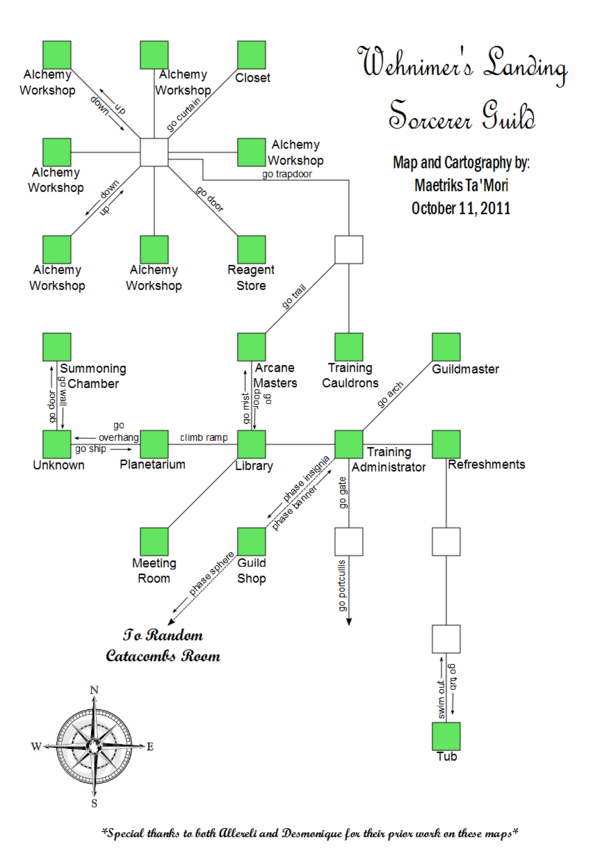 Wehnimer's Landing
Sorcerer Guild
Map and Cartography by:
Maetriks Ta'Mori
October 11, 2011
Alchemy
Workshop
Alchemy
Workshop
Closet
up
down
go curtain
Alchemy
Workshop
Alchemy
Workshop
go trapdoor
down
up
go door
Alchemy
Workshop
Alchemy
Workshop
Reagent
Store
go trail
Summoning
Chamber
Arcane
Masters
Training
Cauldrons
Guildmaster
go door
go wall
go mist
go door
go arch
go
overhang
go ship
climb ramp
Unknown
Planetarium
Library
Training
Administrator
Refreshments
phase insignia
phase banner
go gate
Meeting
Room
Guild
Shop
phase sphere
go portcullis
To Random
Catacombs Room
swim out
go tub
Tub
N
W
E
S
*Special thanks to both Allereli and Desmonique for their prior work on these maps*